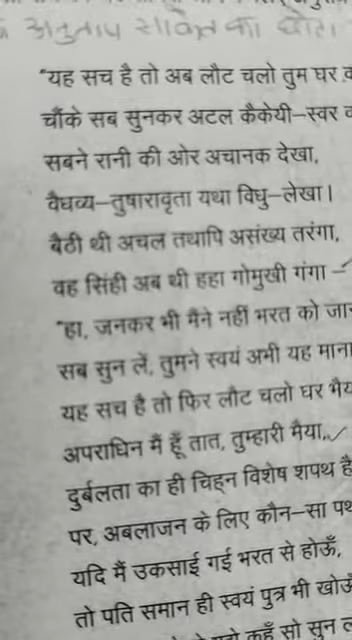 अनुताप साकेत का
"यह सच है तो अब लौट चलो तुम घर
चौंके सब सुनकर अटल कैकेयी–स्वर
सबने रानी की ओर अचानक देखा,
वैधव्य–तुषारावृता यथा विधु–लेखा।
बैठी थी अचल तथापि असंख्य तरंगा,
वह सिंही अब थी हहा गोमुखी गंगा –
"हा, जनकर भी मैंने नहीं भरत को
सब सुन लें, तुमने स्वयं अभी यह माना
यह सच है तो फिर लौट चलो घर
अपराधिन मैं हूँ तात, तुम्हारी मैया,
दुर्बलता का ही चिह्न विशेष शपथ है
पर, अबलाजन के लिए कौन–सा
यदि मैं उकसाई गई भरत से होऊँ,
तो पति समान ही स्वयं पुत्र भी
कहूँ सो सुन